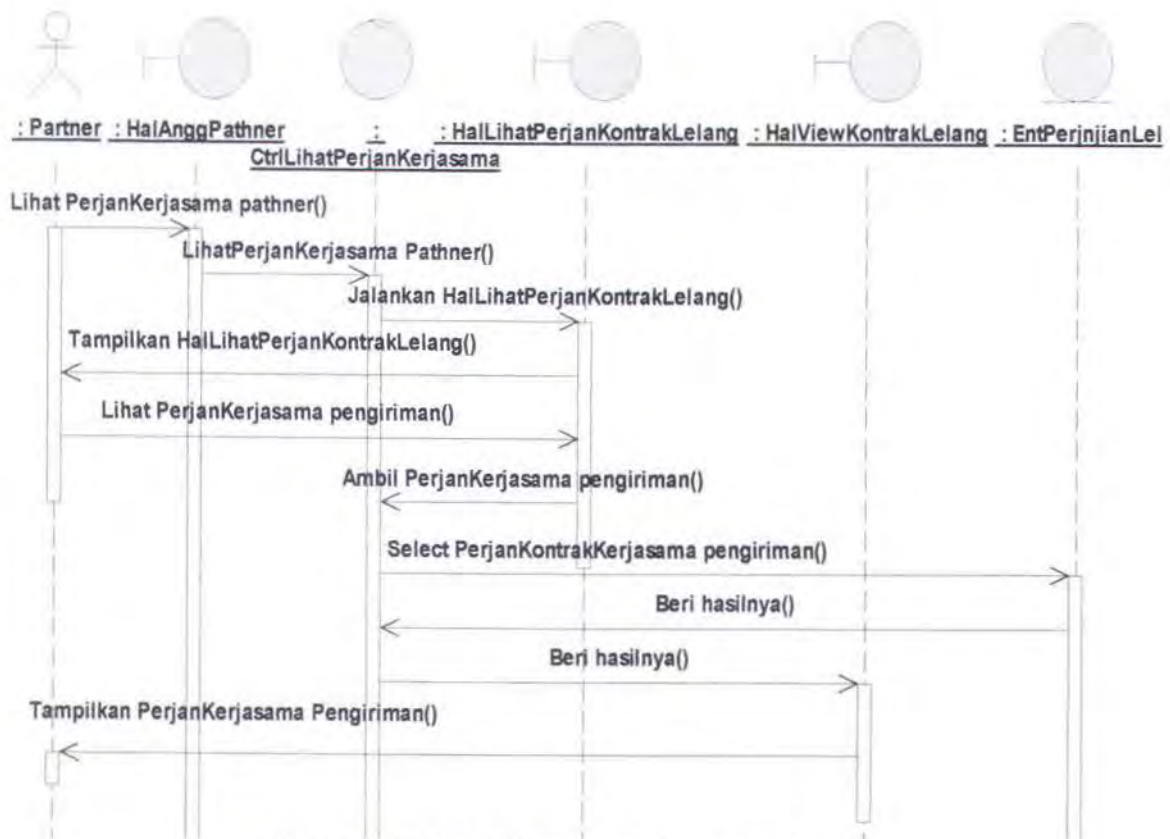 : Partner
: HalAnggPathner
:
CtrlLihatPerjanKerjasama
: HalLihatPerjanKontrakLelang
: HalViewKontrakLelang
: EntPerjnjianLel
Lihat PerjanKerjasama pathner()
LihatPerjanKerjasama Pathner()
Jalankan HalLihatPerjanKontrakLelang()
Tampilkan HalLihatPerjanKontrakLelang()
Lihat PerjanKerjasama pengiriman()
Ambil PerjanKerjasama pengiriman()
Select PerjanKontrakKerjasama pengiriman()
Beri hasilnya()
Beri hasilnya()
Tampilkan PerjanKerjasama Pengiriman()